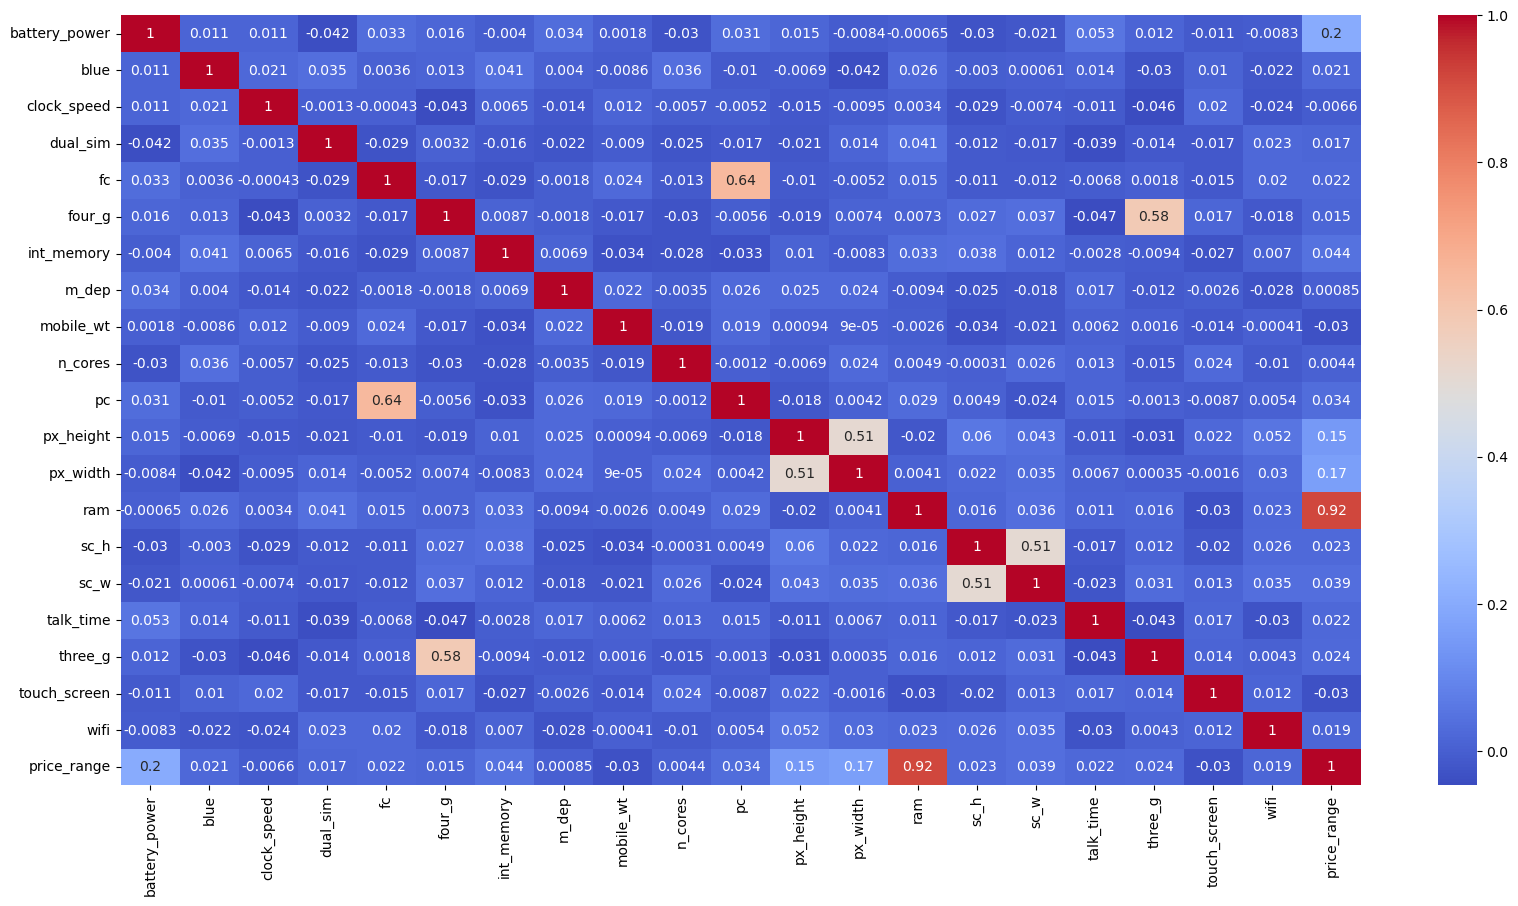 battery_power 1 0.011 0.011 -0.042 0.033 0.016 -0.004 0.034 0.0018 -0.03 0.031 0.015 -0.0084 -0.00065 -0.03 -0.021 0.053 0.012 -0.011 -0.0083 0.2
blue 0.011 1 0.021 0.035 0.0036 0.013 0.041 0.004 -0.0086 0.036 -0.01 -0.0069 -0.042 0.026 -0.003 0.00061 0.014 -0.03 0.01 -0.022 0.021
clock_speed 0.011 0.021 1 -0.0013 -0.00043 -0.043 0.0065 -0.014 0.012 -0.0057 -0.0052 -0.015 -0.0095 0.0034 -0.029 -0.0074 -0.011 -0.046 0.02 -0.024 -0.0066
dual_sim -0.042 0.035 -0.0013 1 -0.029 0.0032 -0.016 -0.022 -0.009 -0.025 -0.017 -0.021 0.014 0.041 -0.012 -0.017 -0.039 -0.014 -0.017 0.023 0.017
fc 0.033 0.0036 -0.00043 -0.029 1 -0.017 -0.029 -0.0018 0.024 -0.013 0.64 -0.01 -0.0052 0.015 -0.011 -0.012 -0.0068 0.0018 -0.015 0.02 0.022
four_g 0.016 0.013 -0.043 0.0032 -0.017 1 0.0087 -0.0018 -0.017 -0.03 -0.0056 -0.019 0.0074 0.0073 0.027 0.037 -0.047 0.58 0.017 -0.018 0.015
int_memory -0.004 0.041 0.0065 -0.016 -0.029 0.0087 1 0.0069 -0.034 -0.028 -0.033 0.01 -0.0083 0.033 0.038 0.012 -0.0028 -0.0094 -0.027 0.007 0.044
m_dep 0.034 0.004 -0.014 -0.022 -0.0018 -0.0018 0.0069 1 0.022 -0.0035 0.026 0.025 0.024 -0.0094 -0.025 -0.018 0.017 -0.012 -0.0026 -0.028 0.00085
mobile_wt 0.0018 -0.0086 0.012 -0.009 0.024 -0.017 -0.034 0.022 1 -0.019 0.019 0.00094 9e-05 -0.0026 -0.034 -0.021 0.0062 0.0016 -0.014 -0.00041 -0.03
n_cores -0.03 0.036 -0.0057 -0.025 -0.013 -0.03 -0.028 -0.0035 -0.019 1 -0.0012 -0.0069 0.024 0.0049 -0.00031 0.026 0.013 -0.015 0.024 -0.01 0.0044
pc 0.031 -0.01 -0.0052 -0.017 0.64 -0.0056 -0.033 0.026 0.019 -0.0012 1 -0.018 0.0042 0.029 0.0049 -0.024 0.015 -0.0013 -0.0087 0.0054 0.034
px_height 0.015 -0.0069 -0.015 -0.021 -0.01 -0.019 0.01 0.025 0.00094 -0.0069 -0.018 1 0.51 -0.02 0.06 0.043 -0.011 -0.031 0.022 0.052 0.15
px_width -0.0084 -0.042 -0.0095 0.014 -0.0052 0.0074 -0.0083 0.024 9e-05 0.024 0.0042 0.51 1 0.0041 0.022 0.035 0.0067 0.00035 -0.0016 0.03 0.17
ram -0.00065 0.026 0.0034 0.041 0.015 0.0073 0.033 -0.0094 -0.0026 0.0049 0.029 -0.02 0.0041 1 0.016 0.036 0.011 0.016 -0.03 0.023 0.92
sc_h -0.03 -0.003 -0.029 -0.012 -0.011 0.027 0.038 -0.025 -0.034 -0.00031 0.0049 0.06 0.022 0.016 1 0.51 -0.017 0.012 -0.02 0.026 0.023
sc_w -0.021 0.00061 -0.0074 -0.017 -0.012 0.037 0.012 -0.018 -0.021 0.026 -0.024 0.043 0.035 0.036 0.51 1 -0.023 0.031 0.013 0.035 0.039
talk_time 0.053 0.014 -0.011 -0.039 -0.0068 -0.047 -0.0028 0.017 0.0062 0.013 0.015 -0.011 0.0067 0.011 -0.017 -0.023 1 -0.043 0.017 -0.03 0.022
three_g 0.012 -0.03 -0.046 -0.014 0.0018 0.58 -0.0094 -0.012 0.0016 -0.015 -0.0013 -0.031 0.00035 0.016 0.012 0.031 -0.043 1 0.014 0.0043 0.024
touch_screen -0.011 0.01 0.02 -0.017 -0.015 0.017 -0.027 -0.0026 -0.014 0.024 -0.0087 0.022 -0.0016 -0.03 -0.02 0.013 0.017 0.014 1 0.012 -0.03
wifi -0.0083 -0.022 -0.024 0.023 0.02 -0.018 0.007 -0.028 -0.00041 -0.01 0.0054 0.052 0.03 0.023 0.026 0.035 -0.03 0.0043 0.012 1 0.019
price_range 0.2 0.021 -0.0066 0.017 0.022 0.015 0.044 0.00085 -0.03 0.0044 0.034 0.15 0.17 0.92 0.023 0.039 0.022 0.024 -0.03 0.019 1
battery_power blue clock_speed dual_sim fc four_g int_memory m_dep mobile_wt n_cores pc px_height px_width ram sc_h sc_w talk_time three_g touch_screen wifi price_range
1.0
0.8
0.6
0.4
0.2
0.0